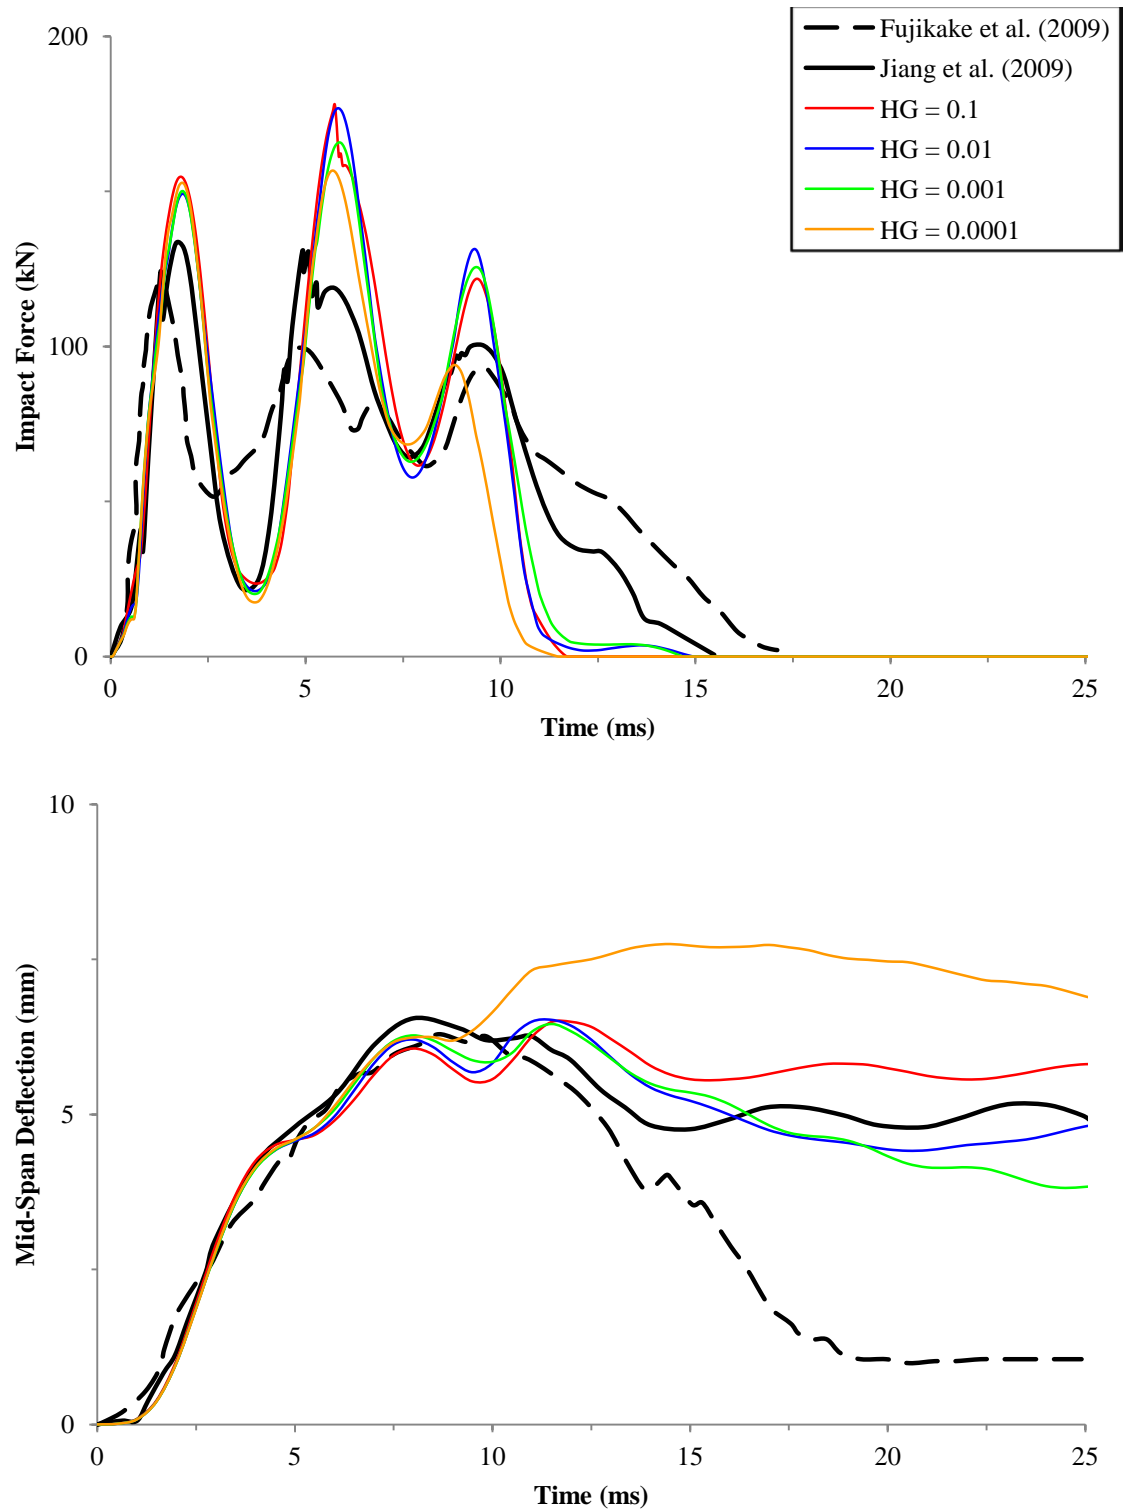 Fujikake et al. (2009)
Jiang et al. (2009)
HG = 0.1
HG = 0.01
HG = 0.001
HG = 0.0001
200
100
0
Impact Force (kN)
0 5 10 15 20 25
Time (ms)
10
5
0
Mid-Span Deflection (mm)
0 5 10 15 20 25
Time (ms)